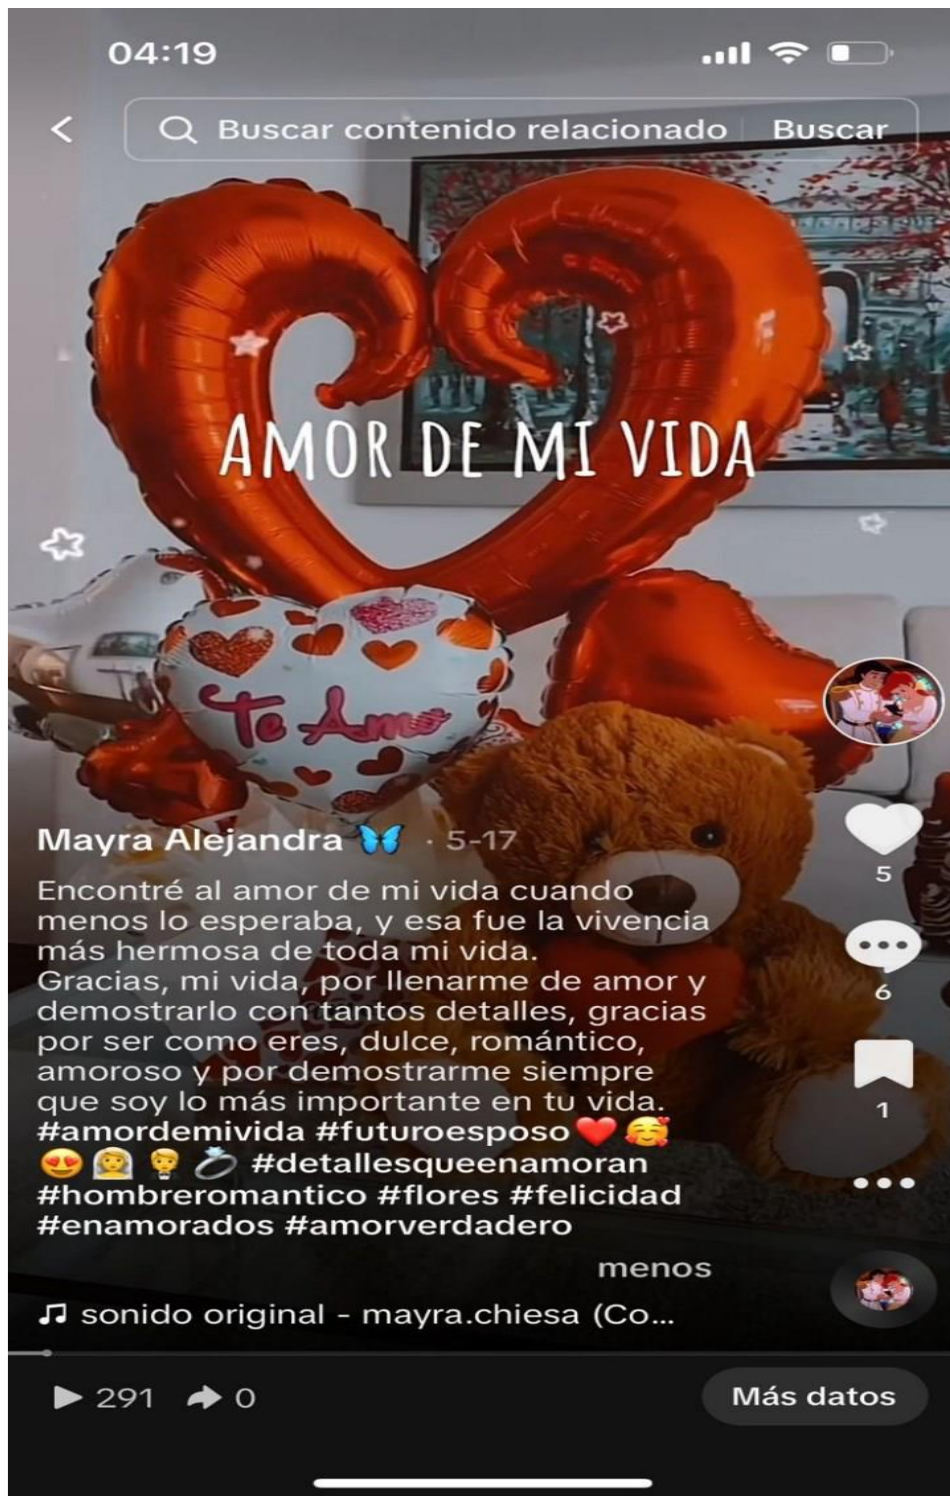 04:19
Buscar contenido relacionado Buscar
AMOR DE MI VIDA
Te Amo
Mayra Alejandra 🦋 · 5-17
Encontré al amor de mi vida cuando
menos lo esperaba, y esa fue la vivencia
más hermosa de toda mi vida.
Gracias, mi vida, por llenarme de amor y
demostrarlo con tantos detalles, gracias
por ser como eres, dulce, romántico,
amoroso y por demostrarme siempre
que soy lo más importante en tu vida.
#amordemivida #futuroesposo ❤️ 🥰
😍 👰 🤵 💍 #detallesqueenamoran
#hombreromantico #flores #felicidad
#enamorados #amorverdadero
menos
5
6
1
sonido original - mayra.chiesa (Co...
291 0
Más datos